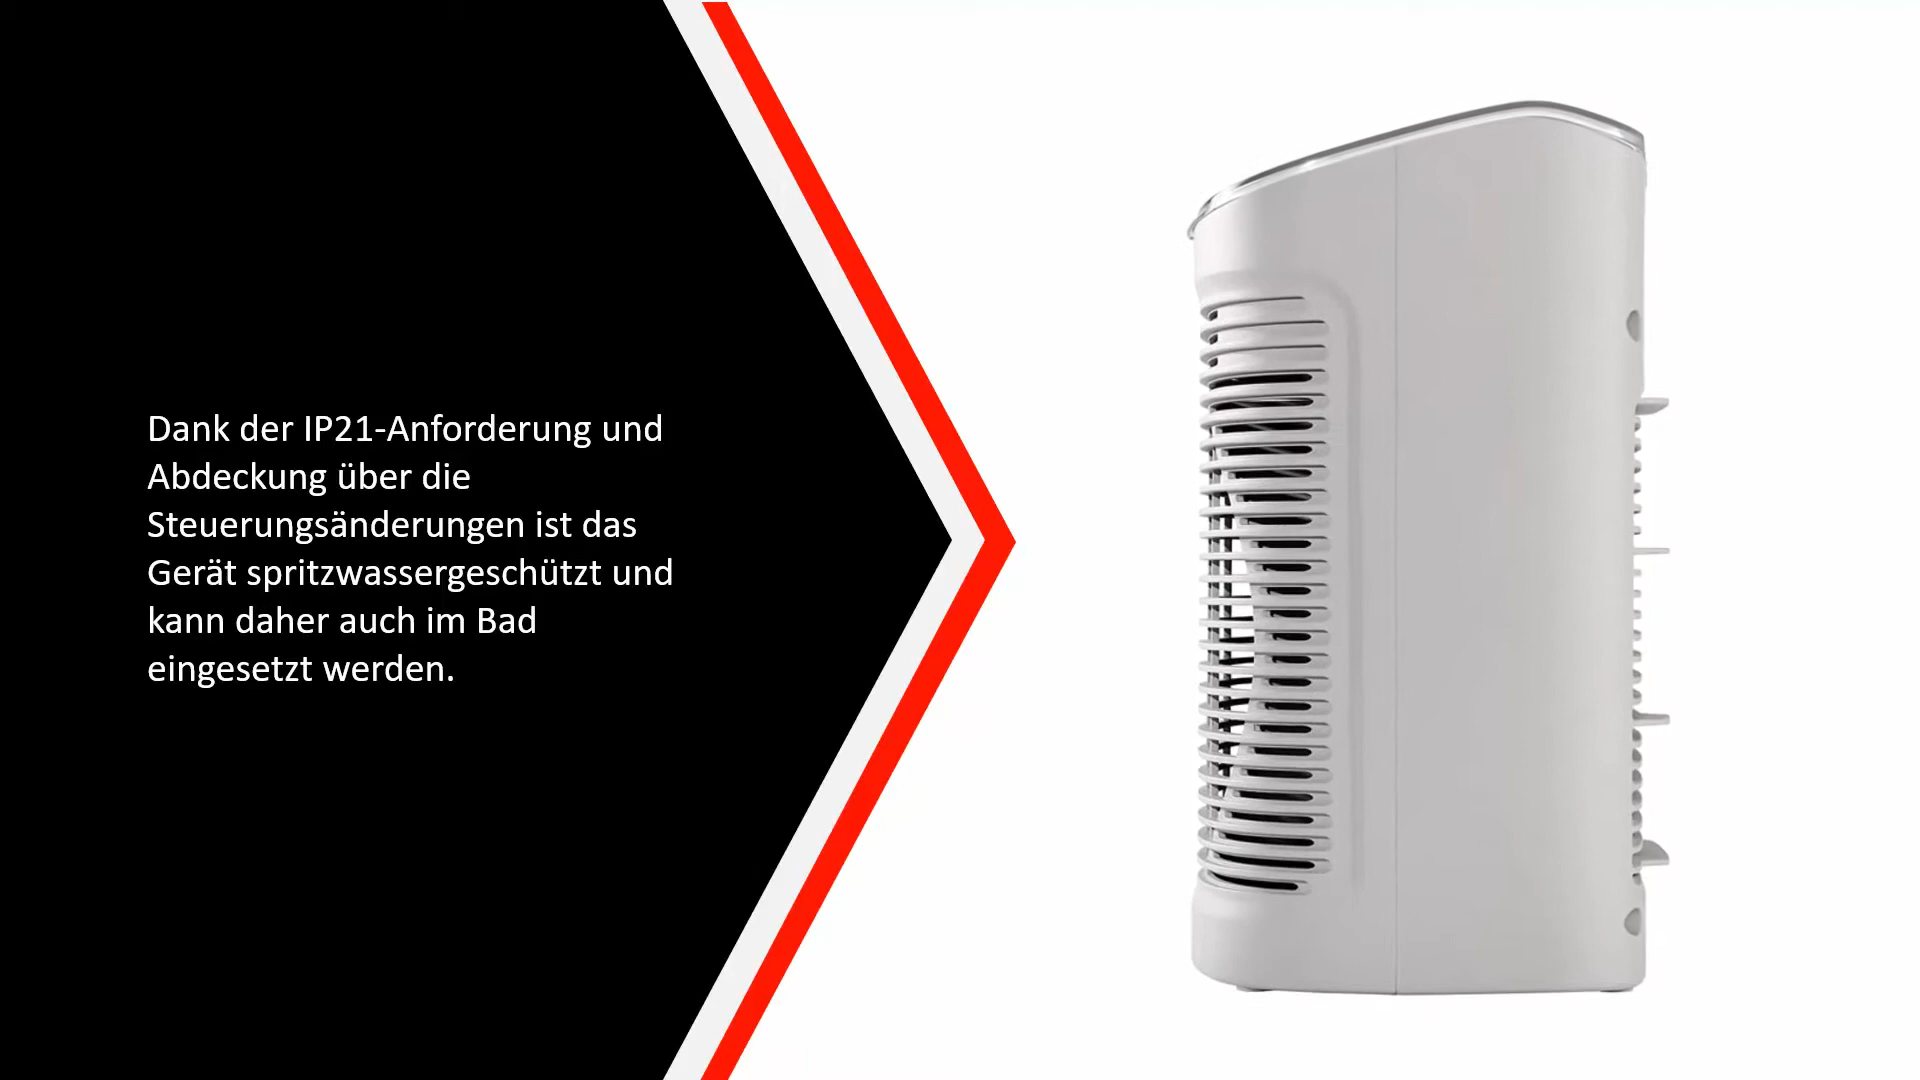 Dank der IP21-Anforderung und
Abdeckung über die
Steuerungsänderungen ist das
Gerät spritzwassergeschützt und
kann daher auch im Bad
eingesetzt werden.